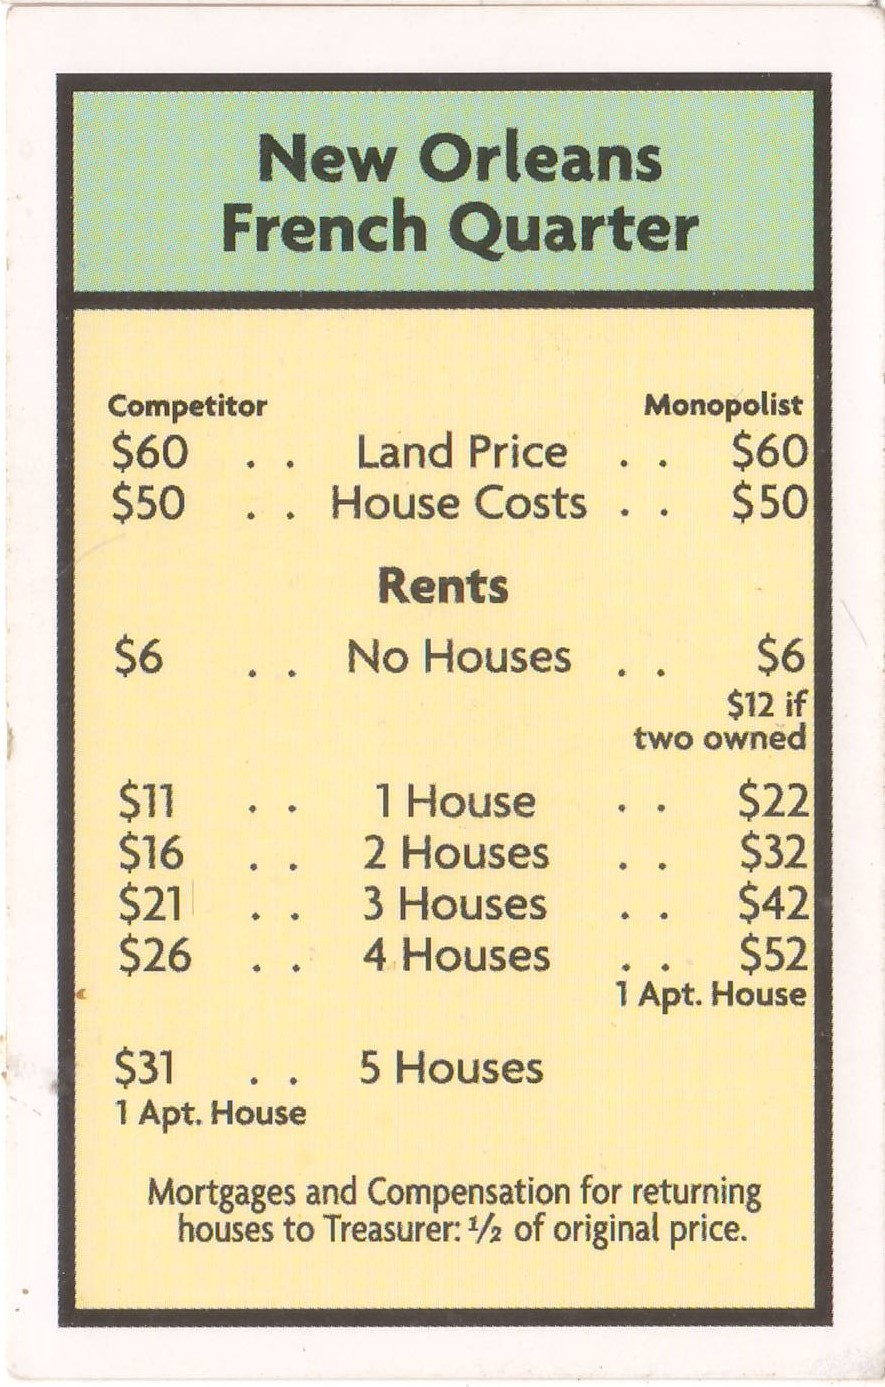 New Orleans
French Quarter
Competitor Monopolist
$60 . . Land Price . . $60
$50 . . House Costs . . $50
Rents
$6 . . No Houses . . $6
$12 if
two owned
$11 . . 1 House . . $22
$16 . . 2 Houses . . $32
$21 . . 3 Houses . . $42
$26 . . 4 Houses . . $52
1 Apt. House
$31 . . 5 Houses
1 Apt. House
Mortgages and Compensation for returning
houses to Treasurer: ½ of original price.